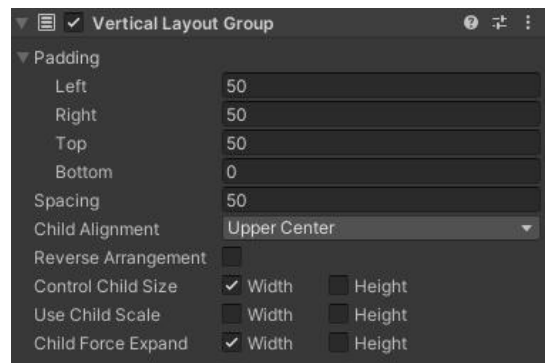 Vertical Layout Group
Padding
Left 50
Right 50
Top 50
Bottom 0
Spacing 50
Child Alignment Upper Center
Reverse Arrangement
Control Child Size Width Height
Use Child Scale Width Height
Child Force Expand Width Height